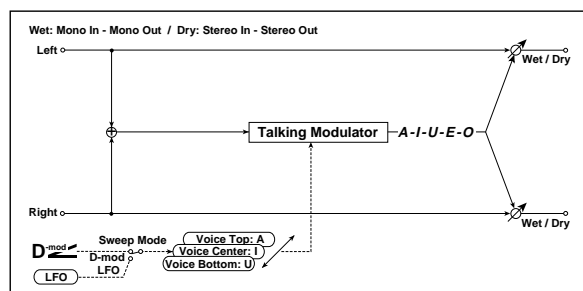 Wet: Mono In - Mono Out / Dry: Stereo In - Stereo Out
Left
Wet / Dry
Talking Modulator
A-I-U-E-O
Right
Wet / Dry
Sweep Mode
D-mod
D-mod
LFO
LFO
Voice Top: A
Voice Center: I
Voice Bottom: U